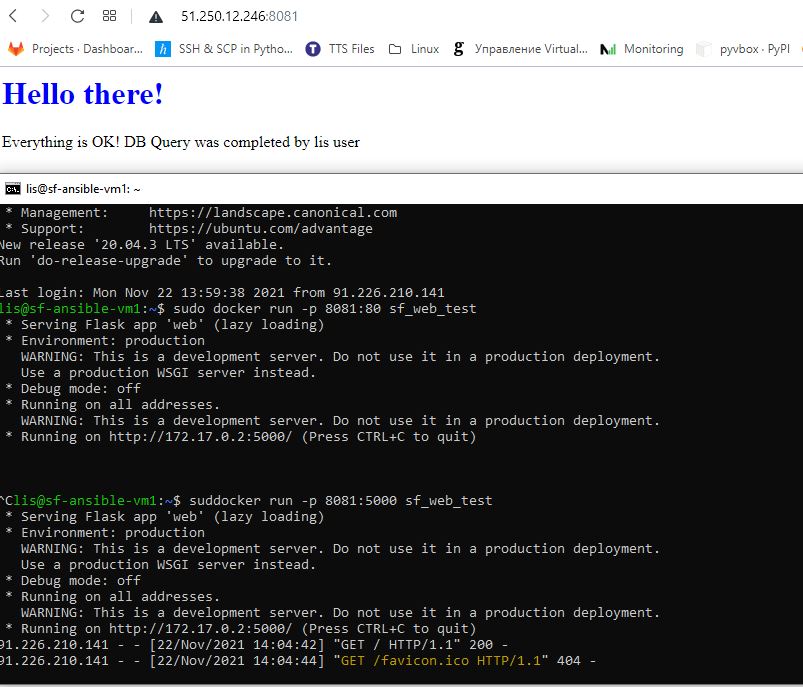 51.250.12.246:8081
Projects · Dashboar... SSH & SCP in Pytho... TTS Files Linux Управление Virtual... Monitoring pyvbox · PyPI
Hello there!
Everything is OK! DB Query was completed by lis user
lis@sf-ansible-vm1: ~
* Management: https://landscape.canonical.com
* Support: https://ubuntu.com/advantage
New release '20.04.3 LTS' available.
Run 'do-release-upgrade' to upgrade to it.
Last login: Mon Nov 22 13:59:38 2021 from 91.226.210.141
lis@sf-ansible-vm1:~$ sudo docker run -p 8081:80 sf_web_test
* Serving Flask app 'web' (lazy loading)
* Environment: production
WARNING: This is a development server. Do not use it in a production deployment.
Use a production WSGI server instead.
* Debug mode: off
* Running on all addresses.
WARNING: This is a development server. Do not use it in a production deployment.
* Running on http://172.17.0.2:5000/ (Press CTRL+C to quit)
^Clis@sf-ansible-vm1:~$ suddocker run -p 8081:5000 sf_web_test
* Serving Flask app 'web' (lazy loading)
* Environment: production
WARNING: This is a development server. Do not use it in a production deployment.
Use a production WSGI server instead.
* Debug mode: off
* Running on all addresses.
WARNING: This is a development server. Do not use it in a production deployment.
* Running on http://172.17.0.2:5000/ (Press CTRL+C to quit)
91.226.210.141 - - [22/Nov/2021 14:04:42] "GET / HTTP/1.1" 200 -
91.226.210.141 - - [22/Nov/2021 14:04:44] "GET /favicon.ico HTTP/1.1" 404 -